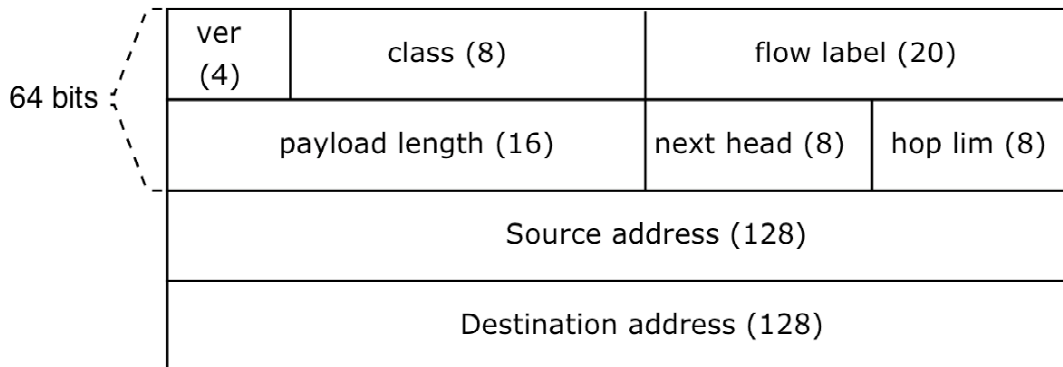 ver
(4)
class (8)
flow label (20)
64 bits
payload length (16)
next head (8)
hop lim (8)
Source address (128)
Destination address (128)